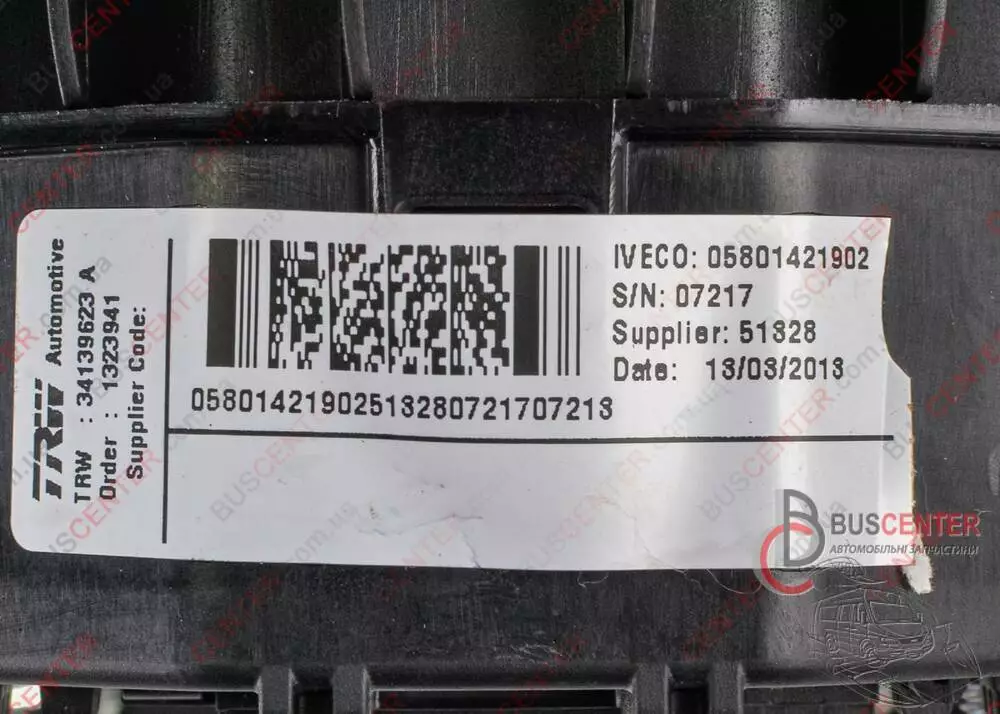 TRW Automotive
TRW : 34139623 A
Order : 1323941
Supplier Code:
IVECO: 05801421902
S/N: 07217
Supplier: 51328
Date: 13/03/2013
05801421902513280721707213
BUSCENTER
АВТОМОБІЛЬНІ ЗАПЧАСТИНИ